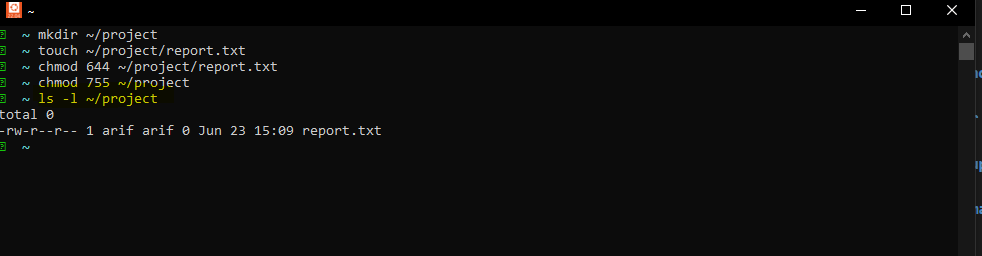 ~
~ mkdir ~/project
~ touch ~/project/report.txt
~ chmod 644 ~/project/report.txt
~ chmod 755 ~/project
~ ls -l ~/project
total 0
-rw-r--r-- 1 arif arif 0 Jun 23 15:09 report.txt
~